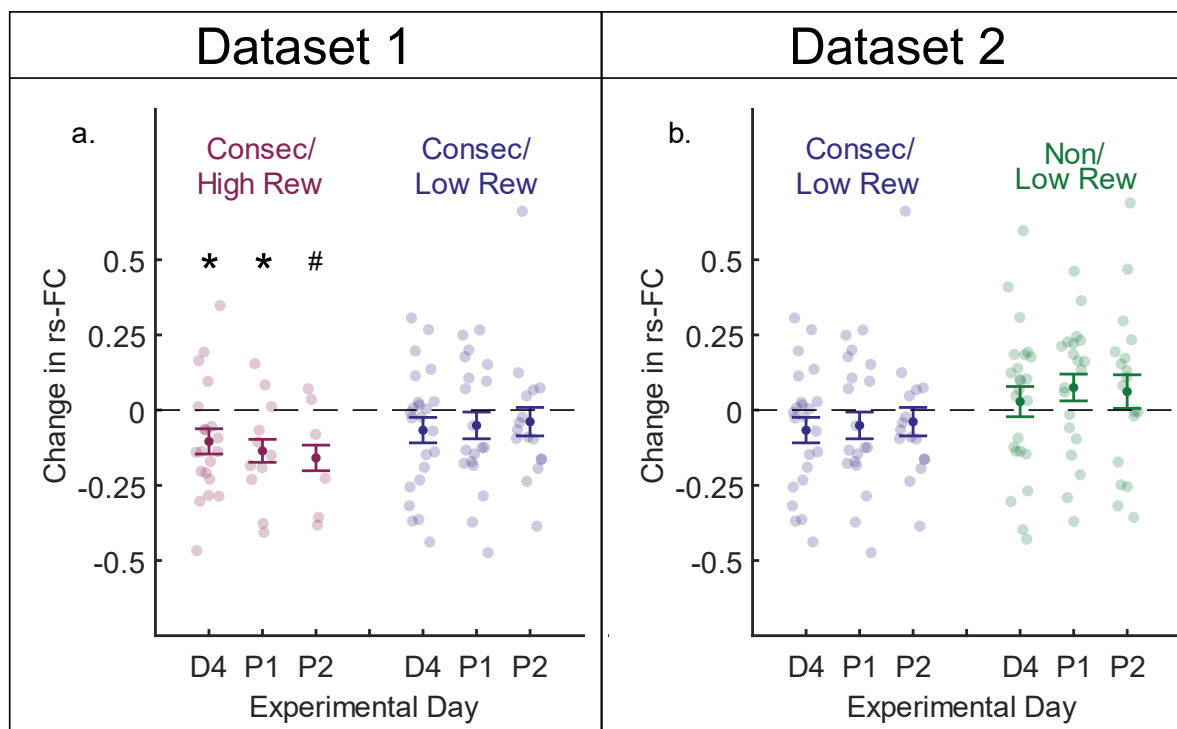 Dataset 1
Dataset 2
a.
Consec/
High Rew
Consec/
Low Rew
* * #
Change in rs-FC
0.5
0.25
0
-0.25
-0.5
D4 P1 P2
D4 P1 P2
Experimental Day
b.
Consec/
Low Rew
Non/
Low Rew
Change in rs-FC
0.5
0.25
0
-0.25
-0.5
D4 P1 P2
D4 P1 P2
Experimental Day